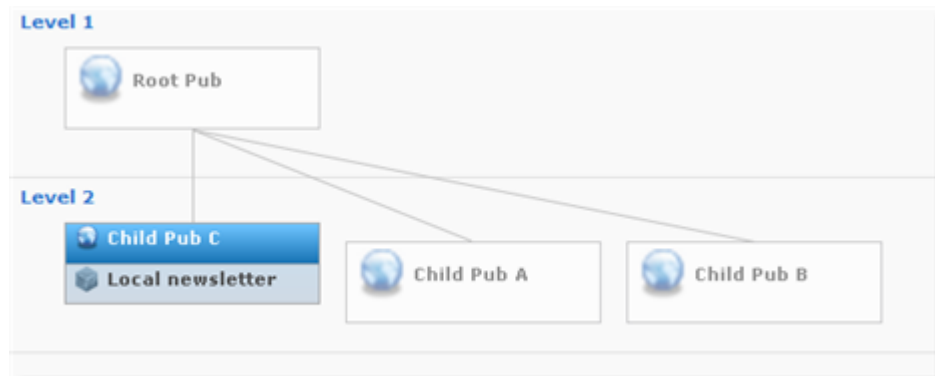 Level 1
Root Pub
Level 2
Child Pub C
Local newsletter
Child Pub A
Child Pub B